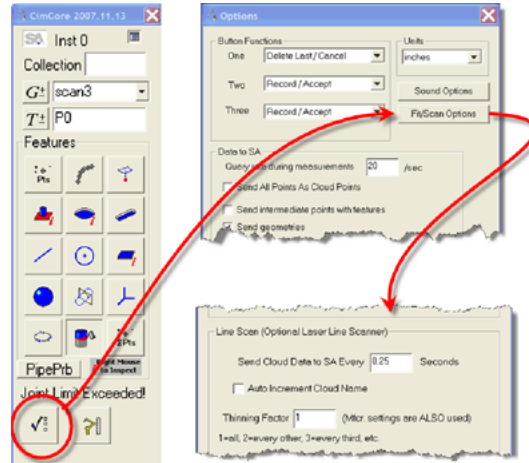 CimCore 2007.11.13
SA Inst 0
Collection
G± scan3
T± P0
Features
Pts
Pts
PipePrb
Right Mouse
to Inspect
Joint Limit Exceeded!
Options
Button Functions
One Delete Last/Cancel
Two Record/Accept
Three Record/Accept
Units
inches
Sound Options
Fit/Scan Options
Data to SA
Query rate during measurements 20 /sec
Send All Points As Cloud Points
Send intermediate points with features
Send geometries
Line Scan (Optional Laser Line Scanner)
Send Cloud Data to SA Every 0.25 Seconds
Auto Increment Cloud Name
Thinning Factor 1 (Mfcr. settings are ALSO used)
1=all, 2=every other, 3=every third, etc.